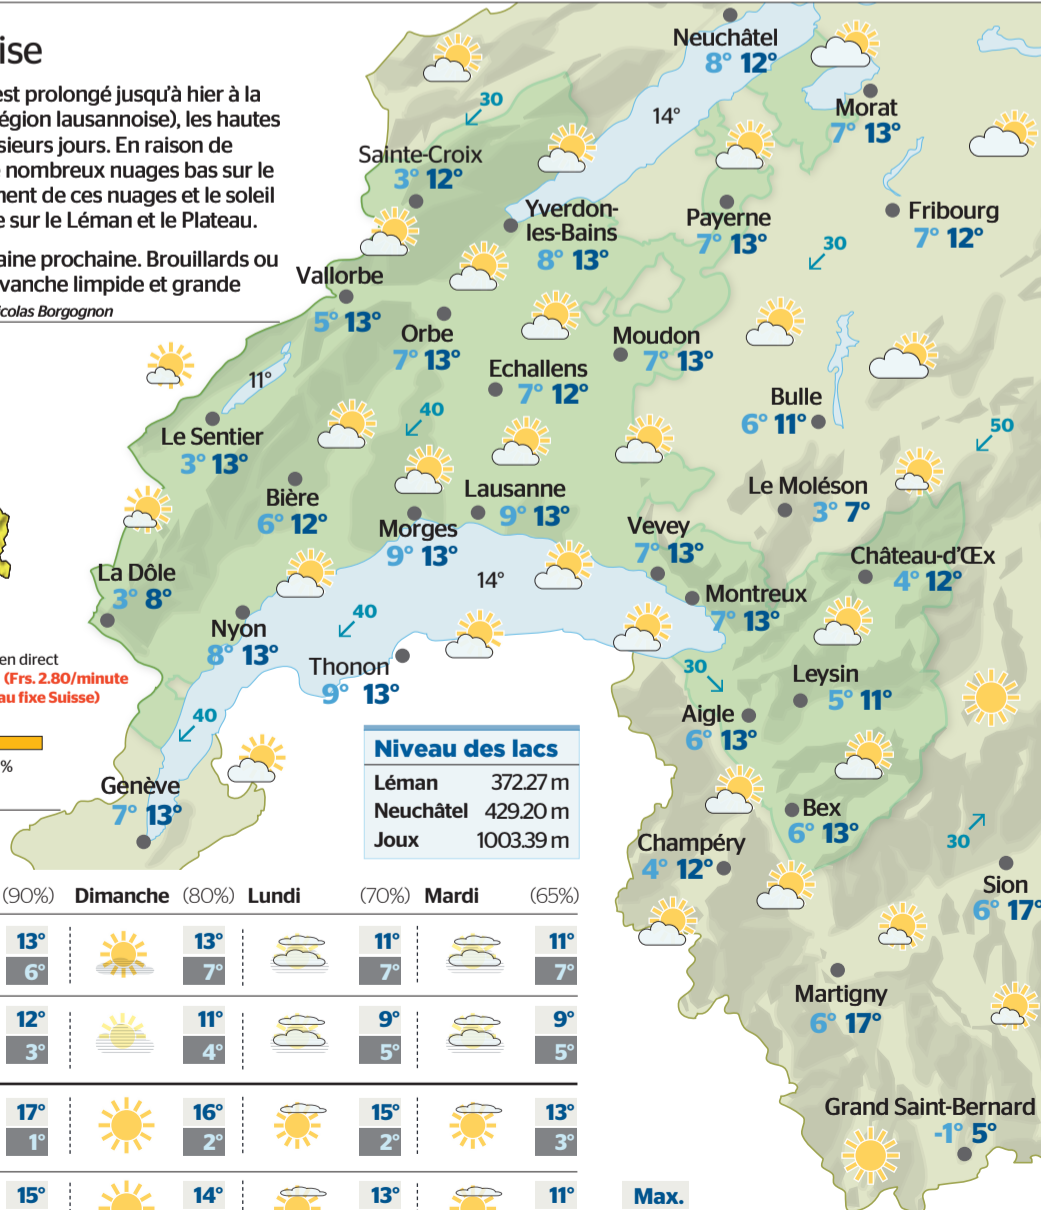 ise
est prolongé jusqu'à hier à la
égion lausannoise), les hautes
sieurs jours. En raison de
nombreux nuages bas sur le
ment de ces nuages et le soleil
e sur le Léman et le Plateau.
aine prochaine. Brouillards ou
vanche limpide et grande
icolas Borgognon
Neuchâtel
8° 12°
14°
30
Morat
7° 13°
Sainte-Croix
3° 12°
Yverdon-
les-Bains
8° 13°
Payerne
7° 13°
Fribourg
7° 12°
30
Vallorbe
5° 13°
Orbe
7° 13°
Moudon
7° 13°
Echallens
7° 12°
11°
Bulle
6° 11°
40
50
Le Sentier
3° 13°
Bière
6° 12°
Lausanne
9° 13°
Morges
9° 13°
Le Moléson
3° 7°
Vevey
7° 13°
Château-d'Œx
4° 12°
La Dôle
3° 8°
14°
Montreux
7° 13°
40
Nyon
8° 13°
Thonon
9° 13°
30
Leysin
5° 11°
en direct
(Frs. 2.80/minute
au fixe Suisse)
40
Aigle
6° 13°
%
Genève
7° 13°
Niveau des lacs
Léman 372.27 m
Neuchâtel 429.20 m
Joux 1003.39 m
Bex
6° 13°
30
Champéry
4° 12°
Sion
6° 17°
Martigny
6° 17°
Grand Saint-Bernard
-1° 5°
(90%) Dimanche (80%) Lundi (70%) Mardi (65%)
13° 13° 11° 11°
6° 7° 7° 7°
12° 11° 9° 9°
3° 4° 5° 5°
17° 16° 15° 13°
1° 2° 2° 3°
15° 14° 13° 11°
Max.